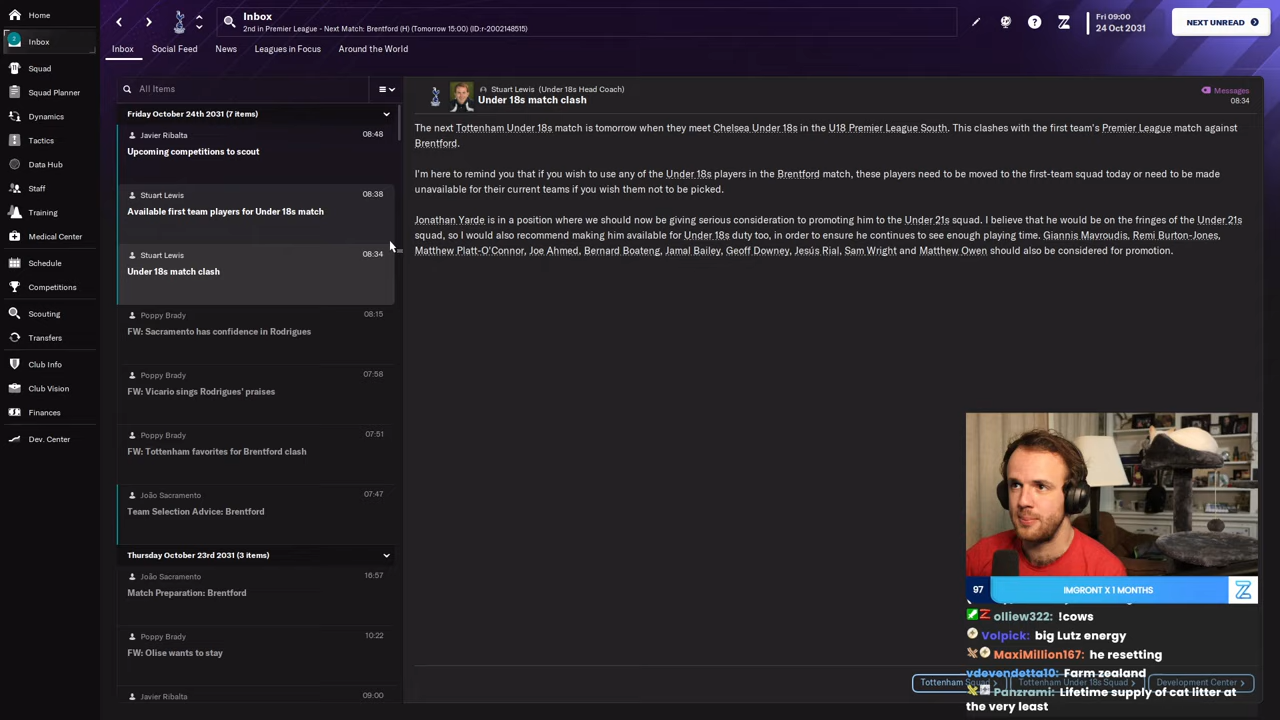 Home
Inbox
2
Squad
Squad Planner
Dynamics
Tactics
Data Hub
Staff
Training
Medical Center
Schedule
Competitions
Scouting
Transfers
Club Info
Club Vision
Finances
Dev. Center
Inbox
2nd in Premier League - Next Match: Brentford (H) (Tomorrow 15:00) (ID:r-2002148515)
Fri 09:00
24 Oct 2031
NEXT UNREAD
Inbox
Social Feed
News
Leagues in Focus
Around the World
All Items
Friday October 24th 2031 (7 items)
Javier Ribalta
08:48
Upcoming competitions to scout
Stuart Lewis
08:38
Available first team players for Under 18s match
Stuart Lewis
08:34
Under 18s match clash
Poppy Brady
08:15
FW: Sacramento has confidence in Rodrigues
Poppy Brady
07:58
FW: Vicario sings Rodrigues' praises
Poppy Brady
07:51
FW: Tottenham favorites for Brentford clash
João Sacramento
07:47
Team Selection Advice: Brentford
Thursday October 23rd 2031 (3 items)
João Sacramento
16:57
Match Preparation: Brentford
Poppy Brady
10:22
FW: Olise wants to stay
Javier Ribalta
09:00
Stuart Lewis (Under 18s Head Coach)
Under 18s match clash
Messages
08:34
The next Tottenham Under 18s match is tomorrow when they meet Chelsea Under 18s in the U18 Premier League South. This clashes with the first team's Premier League match against
Brentford.
I'm here to remind you that if you wish to use any of the Under 18s players in the Brentford match, these players need to be moved to the first-team squad today or need to be made
unavailable for their current teams if you wish them not to be picked.
Jonathan Yarde is in a position where we should now be giving serious consideration to promoting him to the Under 21s squad. I believe that he would be on the fringes of the Under 21s
squad, so I would also recommend making him available for Under 18s duty too, in order to ensure he continues to see enough playing time. Giannis Mavroudis, Remi Burton-Jones,
Matthew Platt-O'Connor, Joe Ahmed, Bernard Boateng, Jamal Bailey, Geoff Downey, Jesús Rial, Sam Wright and Matthew Owen should also be considered for promotion.
97
IMGRONT X 1 MONTHS
olliew322: !cows
Volpick: big Lutz energy
MaxiMillion167: he resetting
vdevendetta10: Farm zealand
Panzrami: Lifetime supply of cat litter at
the very least
Tottenham Squad
Tottenham Under 18s Squad
Development Center